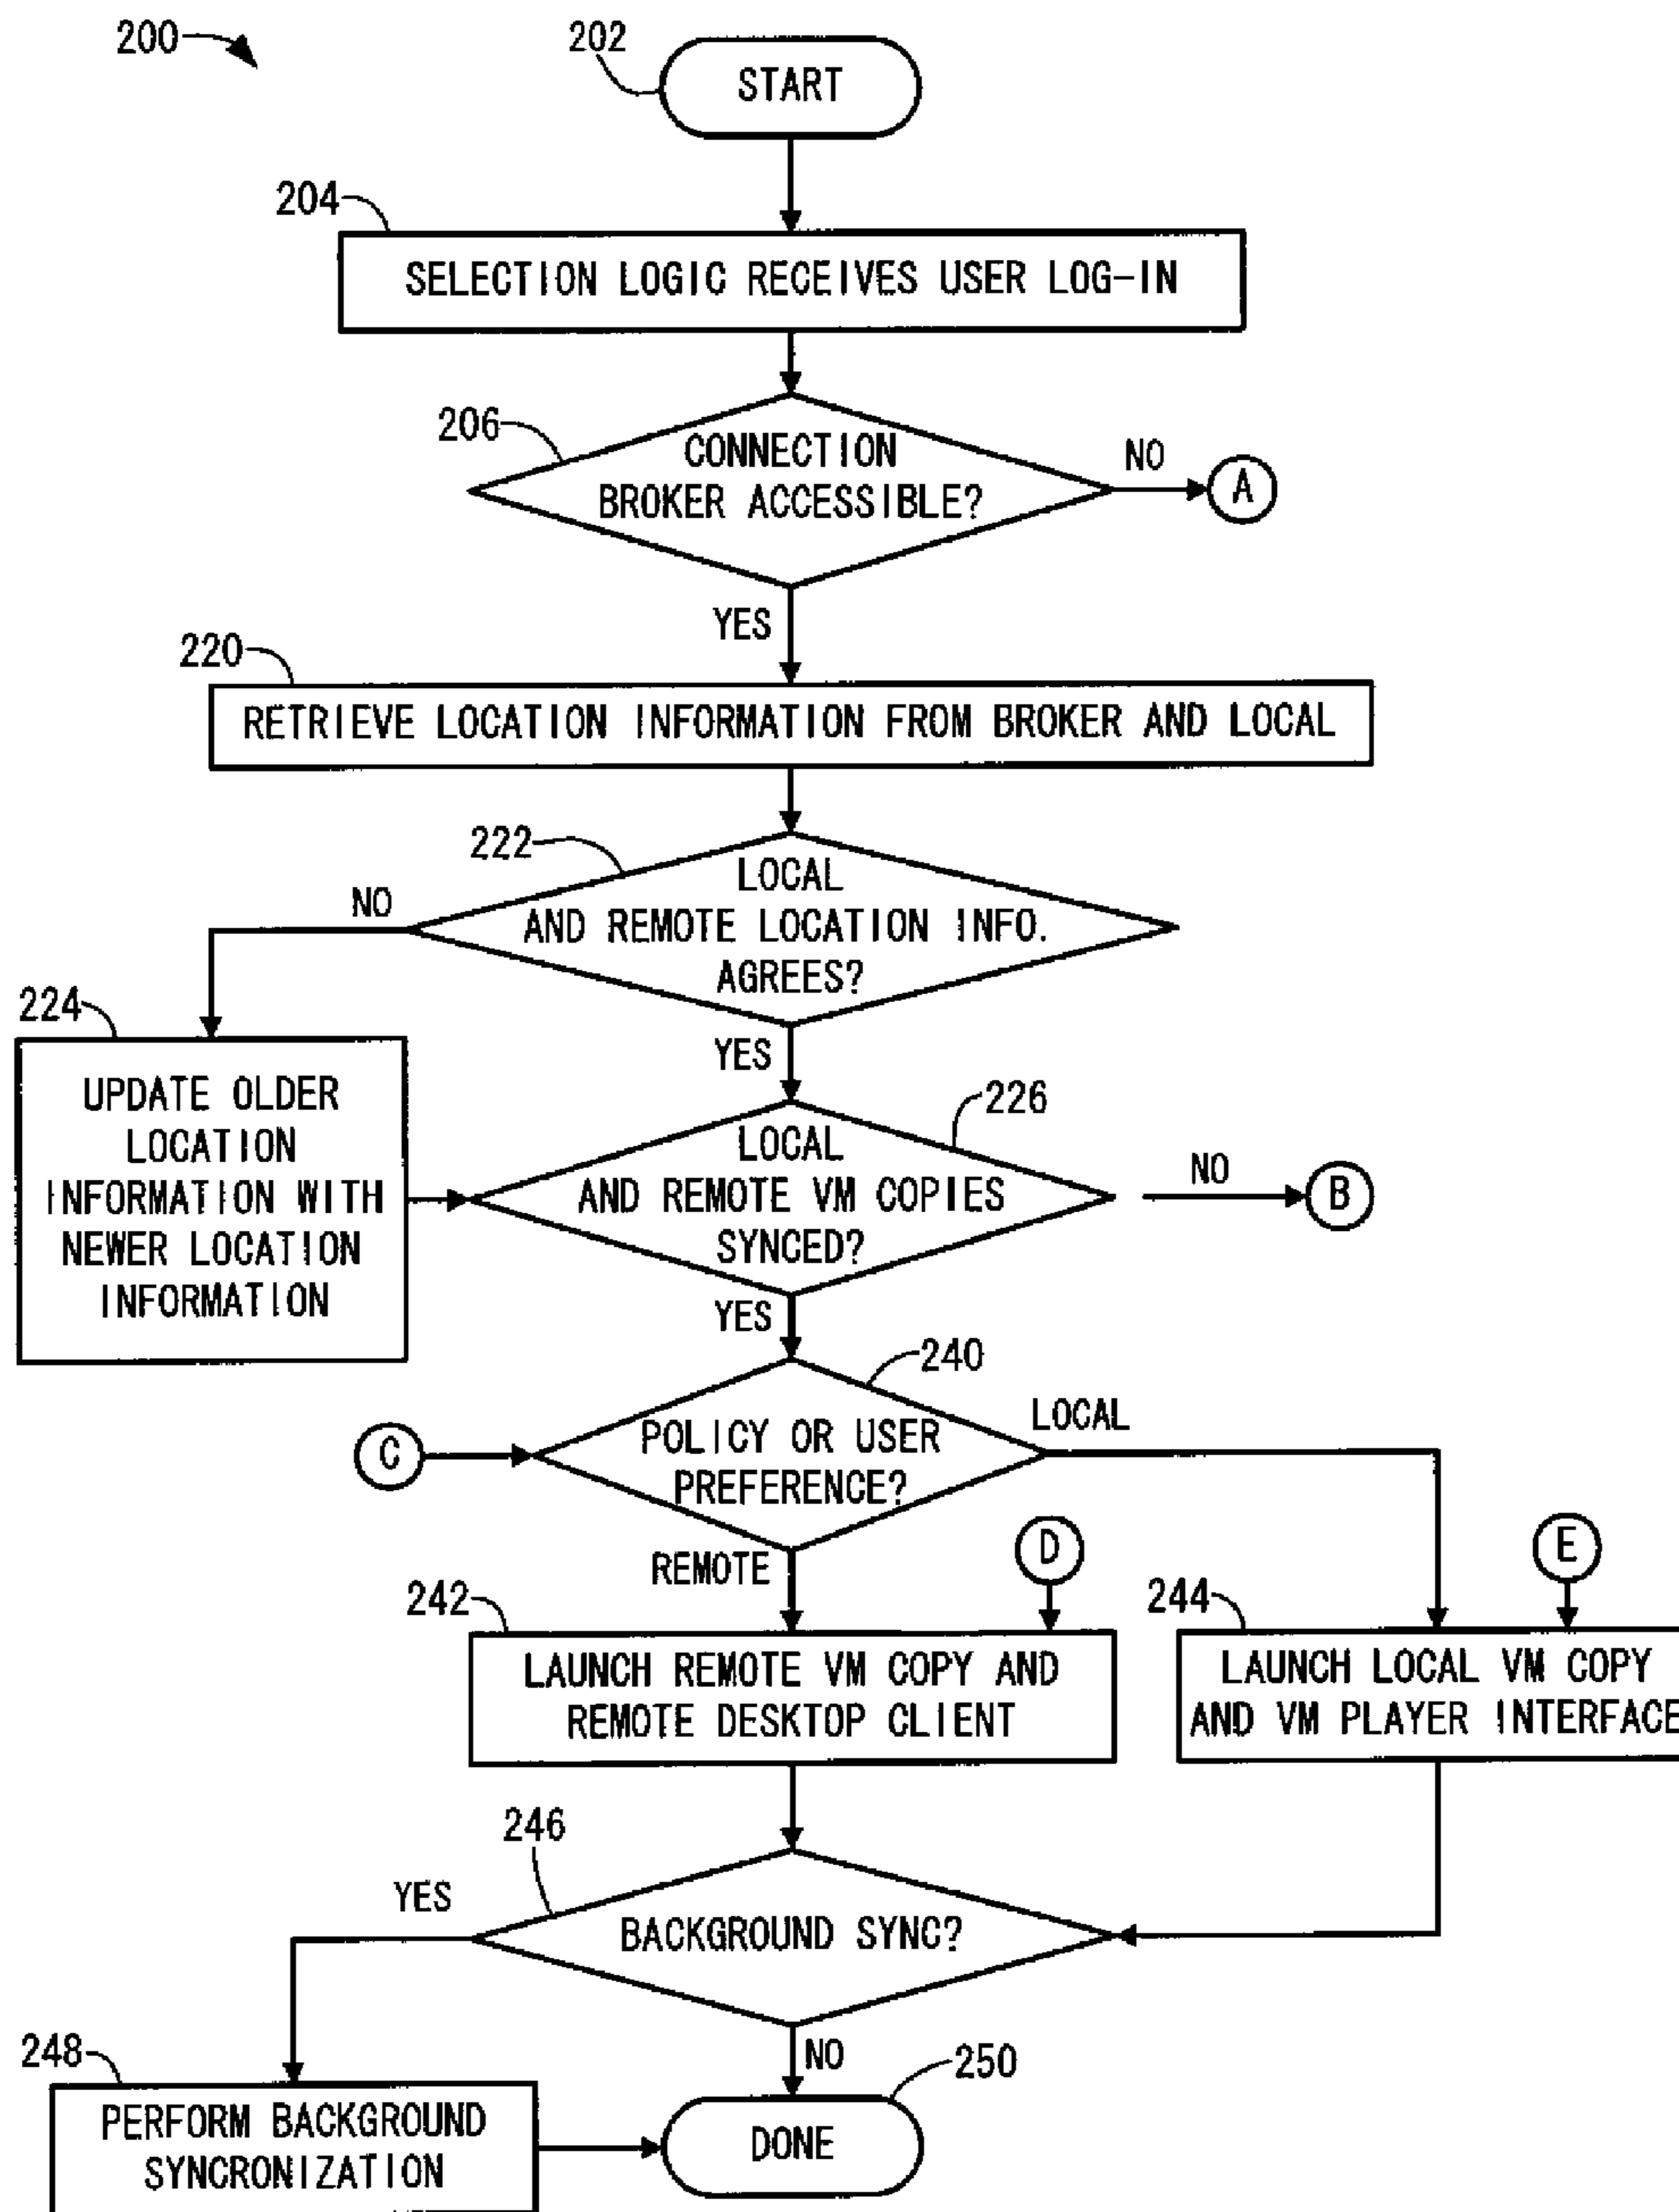 200
202
START
204
SELECTION LOGIC RECEIVES USER LOG-IN
206
CONNECTION
BROKER ACCESSIBLE?
NO
A
YES
220
RETRIEVE LOCATION INFORMATION FROM BROKER AND LOCAL
222
LOCAL
AND REMOTE LOCATION INFO.
AGREES?
NO
YES
224
UPDATE OLDER
LOCATION
INFORMATION WITH
NEWER LOCATION
INFORMATION
226
LOCAL
AND REMOTE VM COPIES
SYNCED?
NO
B
YES
240
C
POLICY OR USER
PREFERENCE?
LOCAL
REMOTE
D
E
242
LAUNCH REMOTE VM COPY AND
REMOTE DESKTOP CLIENT
244
LAUNCH LOCAL VM COPY
AND VM PLAYER INTERFACE
246
BACKGROUND SYNC?
YES
NO
248
PERFORM BACKGROUND
SYNCRONIZATION
250
DONE